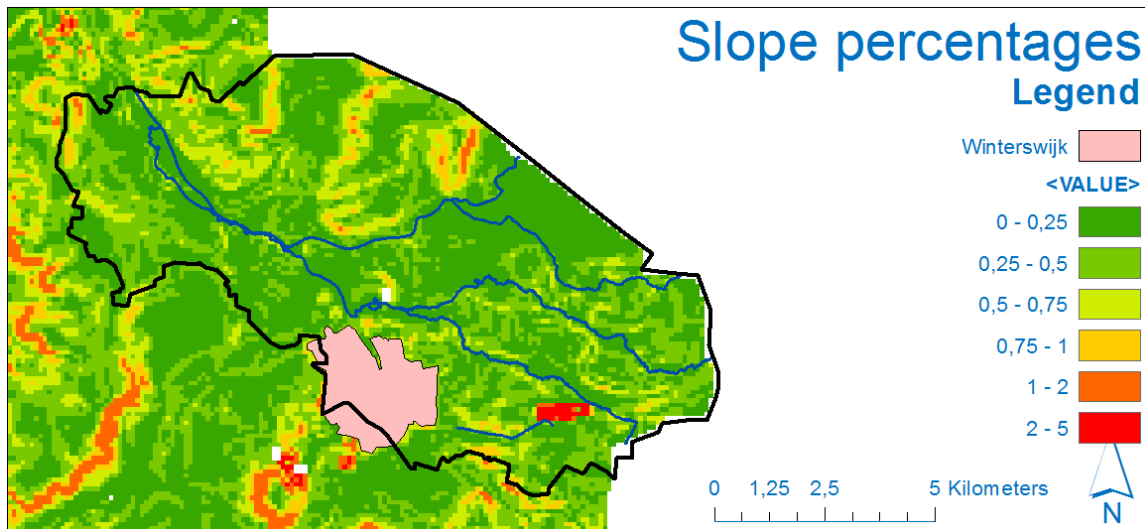 Slope percentages
Legend
Winterswijk
<VALUE>
0 - 0,25
0,25 - 0,5
0,5 - 0,75
0,75 - 1
1 - 2
2 - 5
0 1,25 2,5 5 Kilometers
N